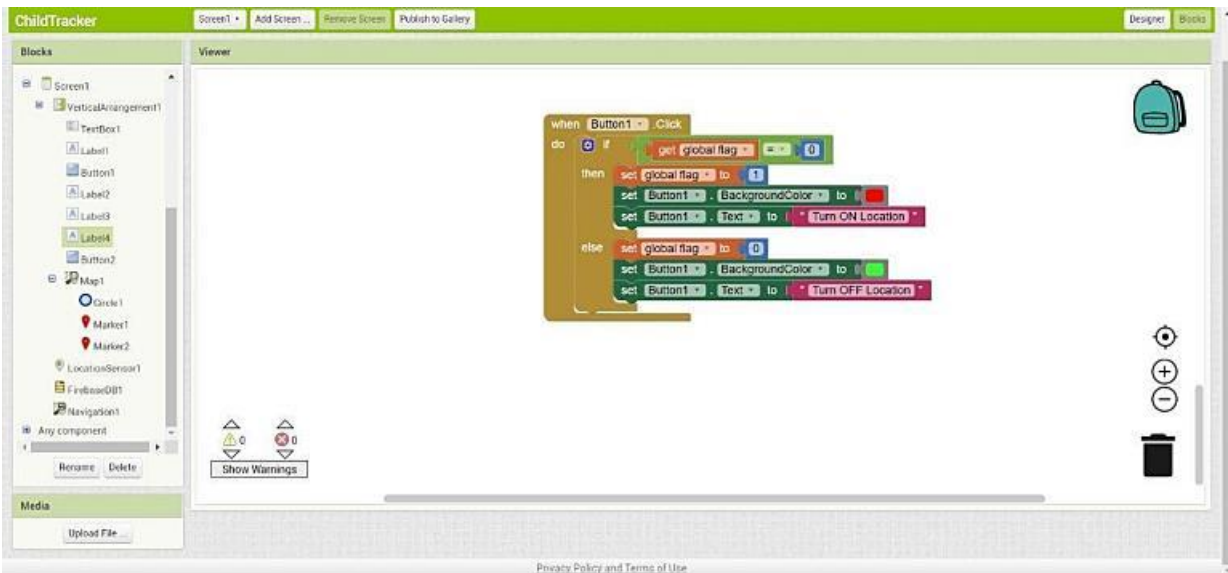 ChildTracker
Screen1
Add Screen ...
Remove Screen
Publish to Gallery
Designer
Blocks
Blocks
Viewer
Screen1
VerticalArrangement1
TextBox1
Label1
Button1
Label2
Label3
Label4
Button2
Map1
Circle1
Marker1
Marker2
LocationSensor1
FirebaseDB1
Navigation1
Any component
Rename
Delete
Media
Upload File ...
when Button1 .Click
do if get global flag = 0
then set global flag to 1
set Button1 . BackgroundColor to
set Button1 . Text to " Turn ON Location "
else set global flag to 0
set Button1 . BackgroundColor to
set Button1 . Text to " Turn OFF Location "
0 0
Show Warnings
Privacy Policy and Terms of Use